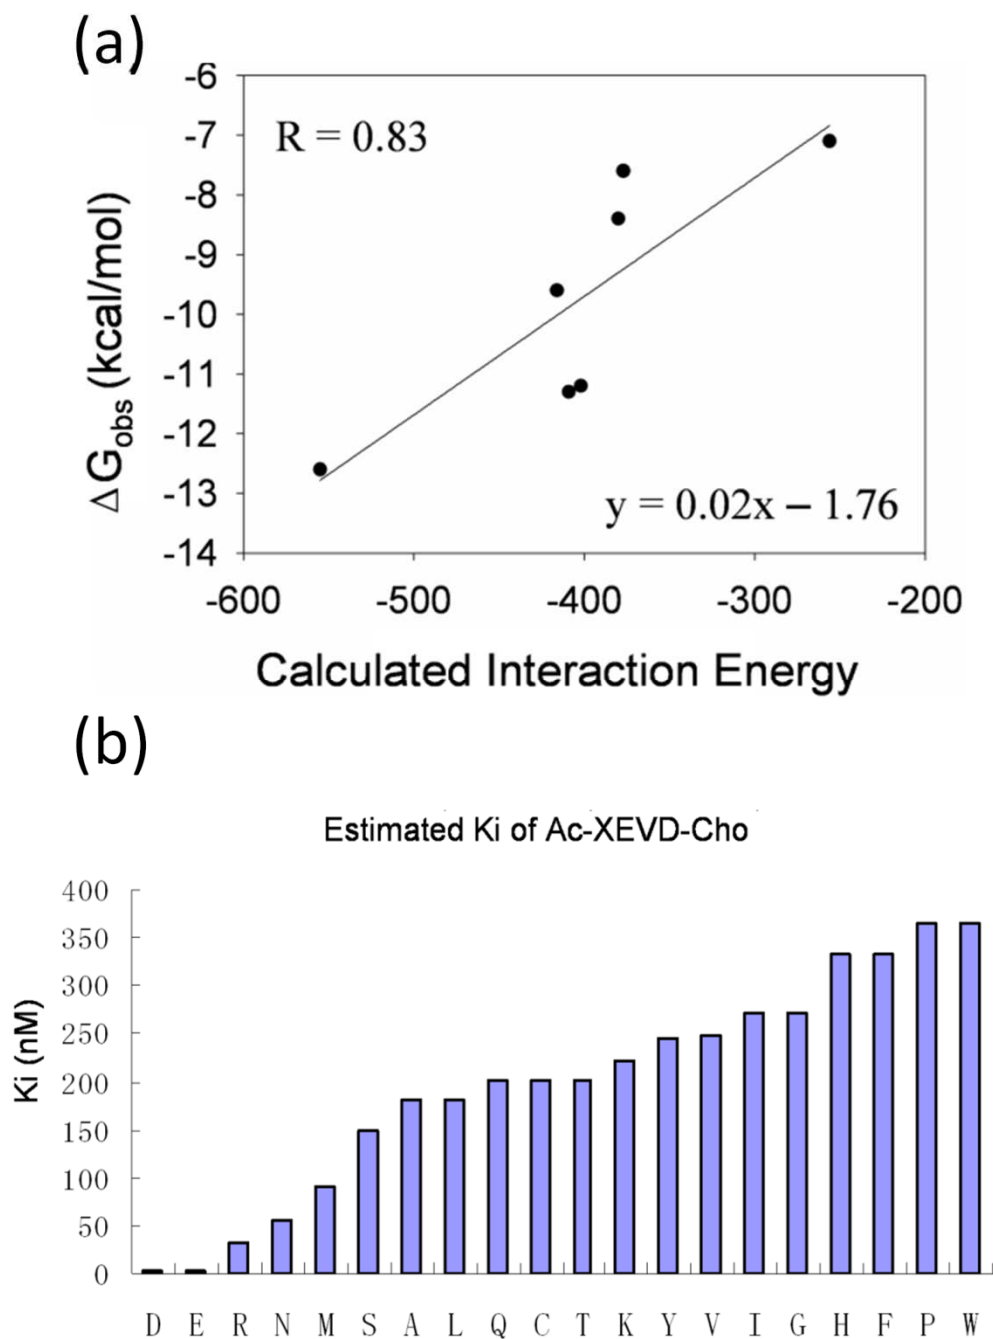 (a)
-6
-7
-8
-9
-10
-11
-12
-13
-14
ΔG_obs (kcal/mol)
R = 0.83
y = 0.02x – 1.76
-600 -500 -400 -300 -200
Calculated Interaction Energy
(b)
Estimated Ki of Ac-XEVD-Cho
400
350
300
250
200
150
100
50
0
Ki (nM)
D E R N M S A L Q C T K Y V I G H F P W